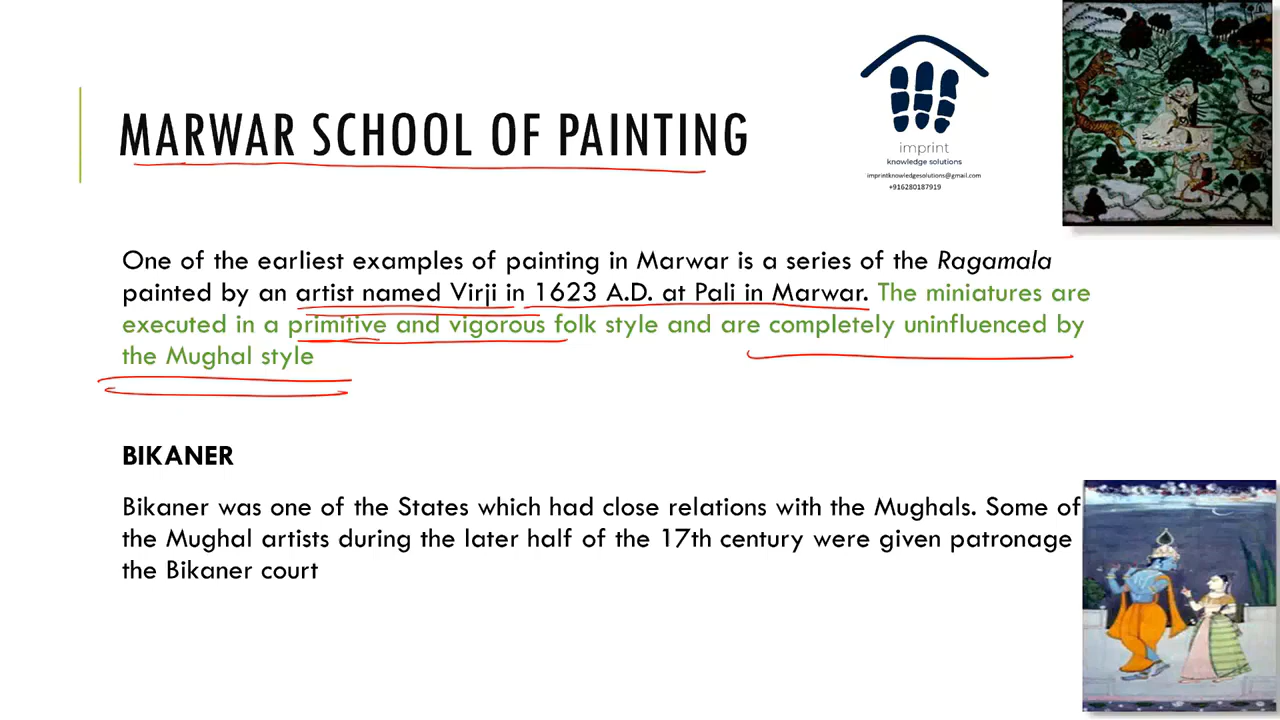 MARWAR SCHOOL OF PAINTING
imprint
knowledge solutions
imprintknowledgesolutions@gmail.com
+916280187919
One of the earliest examples of painting in Marwar is a series of the Ragamala
painted by an artist named Virji in 1623 A.D. at Pali in Marwar. The miniatures are
executed in a primitive and vigorous folk style and are completely uninfluenced by
the Mughal style
BIKANER
Bikaner was one of the States which had close relations with the Mughals. Some of
the Mughal artists during the later half of the 17th century were given patronage
the Bikaner court